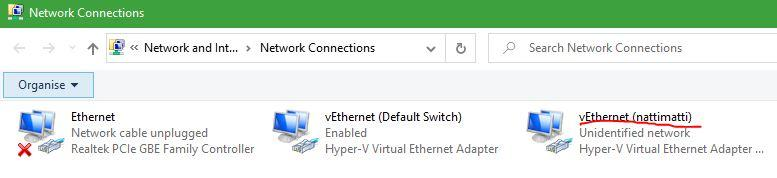 Network Connections
Network and Int... Network Connections
Search Network Connections
Organise
Ethernet
Network cable unplugged
Realtek PCIe GBE Family Controller
vEthernet (Default Switch)
Enabled
Hyper-V Virtual Ethernet Adapter
vEthernet (nattimatti)
Unidentified network
Hyper-V Virtual Ethernet Adapter ...